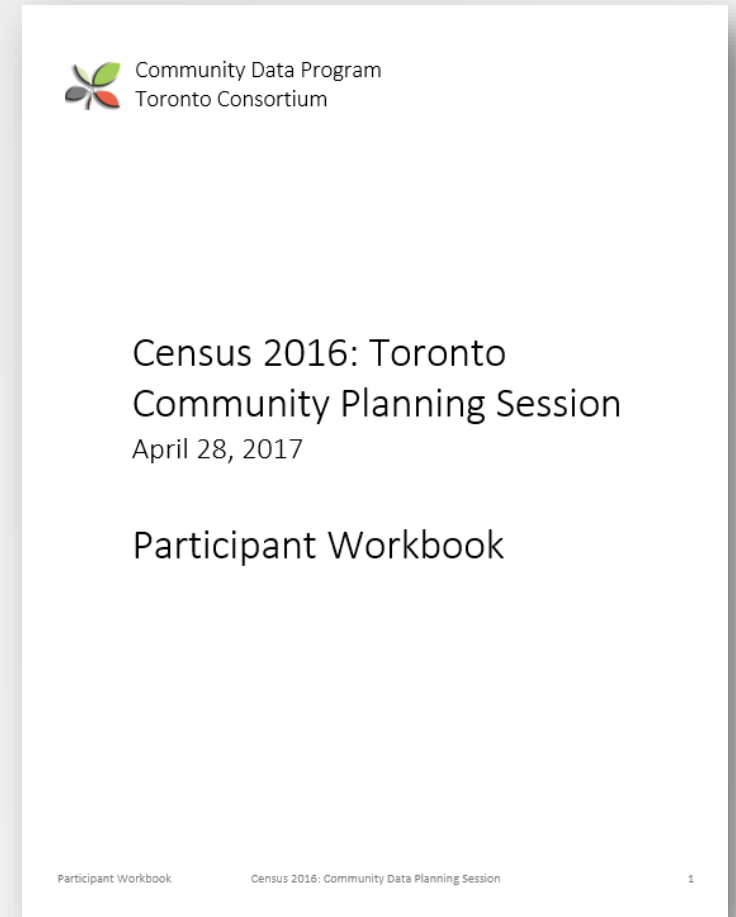 Community Data Program
Toronto Consortium
Census 2016: Toronto
Community Planning Session
April 28, 2017
Participant Workbook
Participant Workbook Census 2016: Community Data Planning Session 1